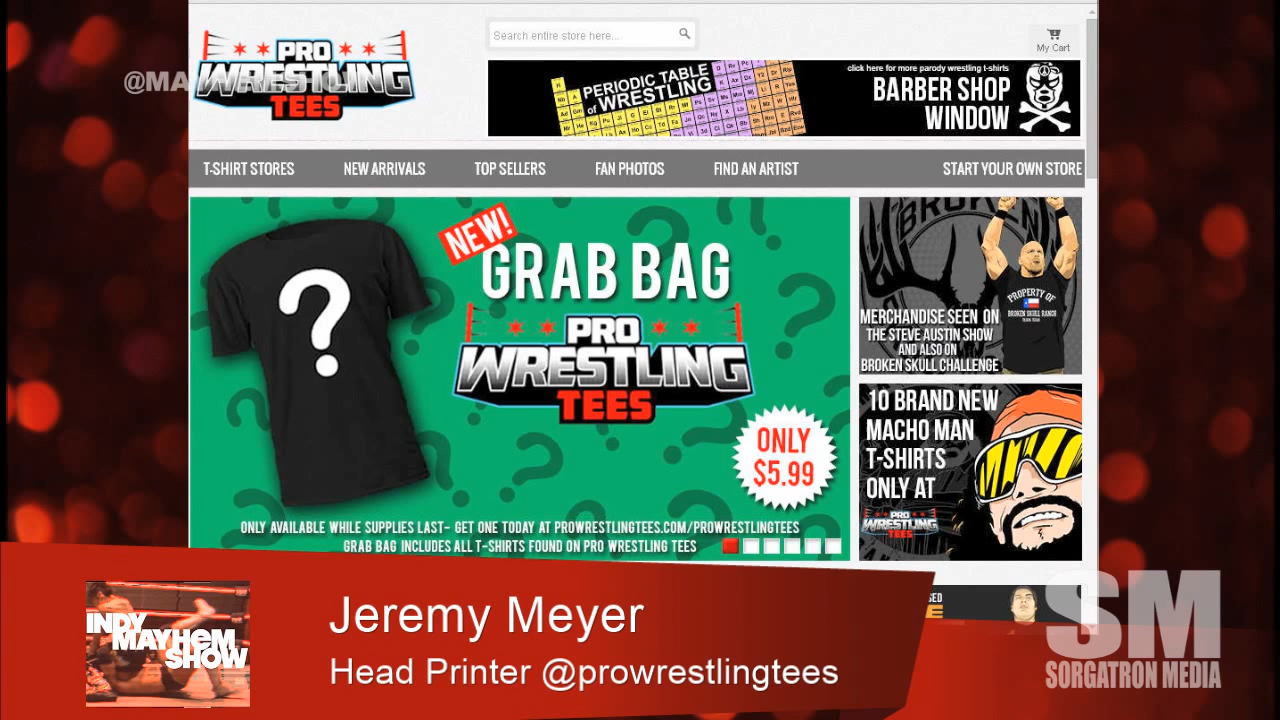 Search entire store here...
My Cart
@MA
PRO
WRESTLING
TEES
PERIODIC TABLE
of WRESTLING
click here for more parody wrestling t-shirts
BARBER SHOP
WINDOW
T-SHIRT STORES NEW ARRIVALS TOP SELLERS FAN PHOTOS FIND AN ARTIST START YOUR OWN STORE
NEW!
GRAB BAG
PRO
WRESTLING
TEES
ONLY
$5.99
ONLY AVAILABLE WHILE SUPPLIES LAST- GET ONE TODAY AT PROWRESTLINGTEES.COM/PROWRESTLINGTEES
GRAB BAG INCLUDES ALL T-SHIRTS FOUND ON PRO WRESTLING TEES
BROKEN
PROPERTY OF
BROKEN SKULL RANCH
MERCHANDISE SEEN ON
THE STEVE AUSTIN SHOW
AND ALSO ON
BROKEN SKULL CHALLENGE
10 BRAND NEW
MACHO MAN
T-SHIRTS
ONLY AT
PRO
WRESTLING
TEES
MACHO MAN
INDY
MAYHEM
SHOW
Jeremy Meyer
Head Printer @prowrestlingtees
SM
SORGATRON MEDIA